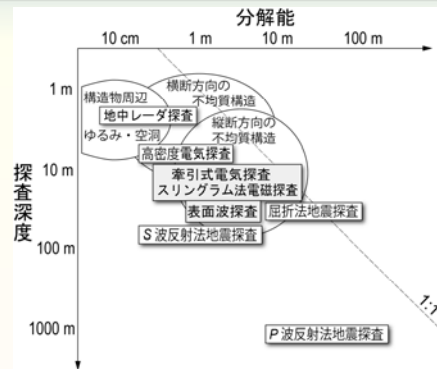 分解能
10 cm
1 m
10 m
100 m
探査深度
1 m
10 m
100 m
1000 m
横断方向の
不均質構造
構造物周辺
地中レーダ探査
ゆるみ・空洞
縦断方向の
不均質構造
高密度電気探査
牽引式電気探査
スリングラム法電磁探査
表面波探査
屈折法地震探査
S 波反射法地震探査
P 波反射法地震探査